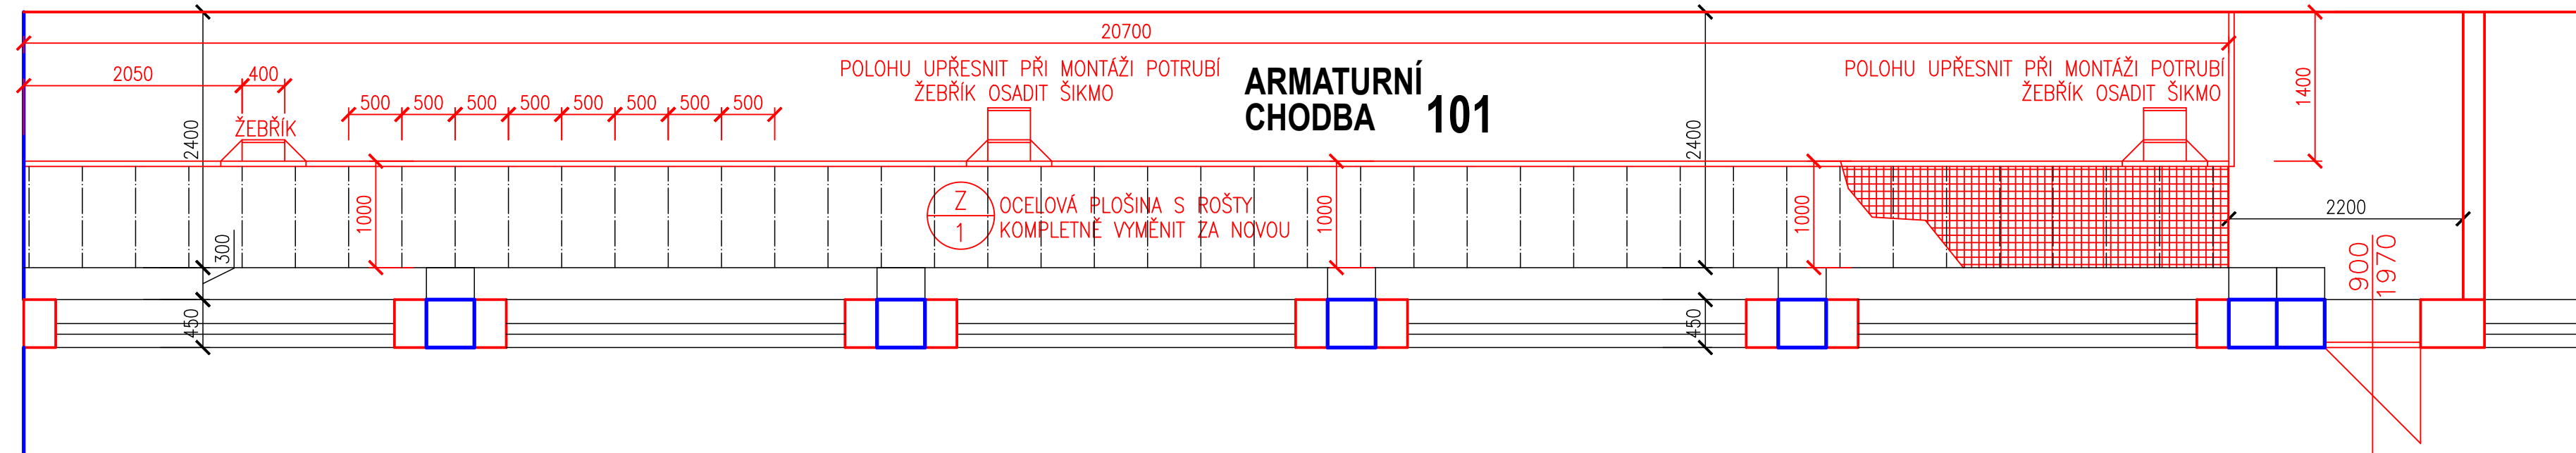 20700
2050
400
500 500 500 500 500 500 500 500
POLOHU UPŘESNIT PŘI MONTÁŽI POTRUBÍ
ŽEBŘÍK OSADIT ŠIKMO
ARMATURNÍ
CHODBA 101
POLOHU UPŘESNIT PŘI MONTÁŽI POTRUBÍ
ŽEBŘÍK OSADIT ŠIKMO
1400
ŽEBŘÍK
2400
2400
1000
Z
1
OCELOVÁ PLOŠINA S ROŠTY
KOMPLETNĚ VYMĚNIT ZA NOVOU
1000
1000
2200
300
900
1970
450
450